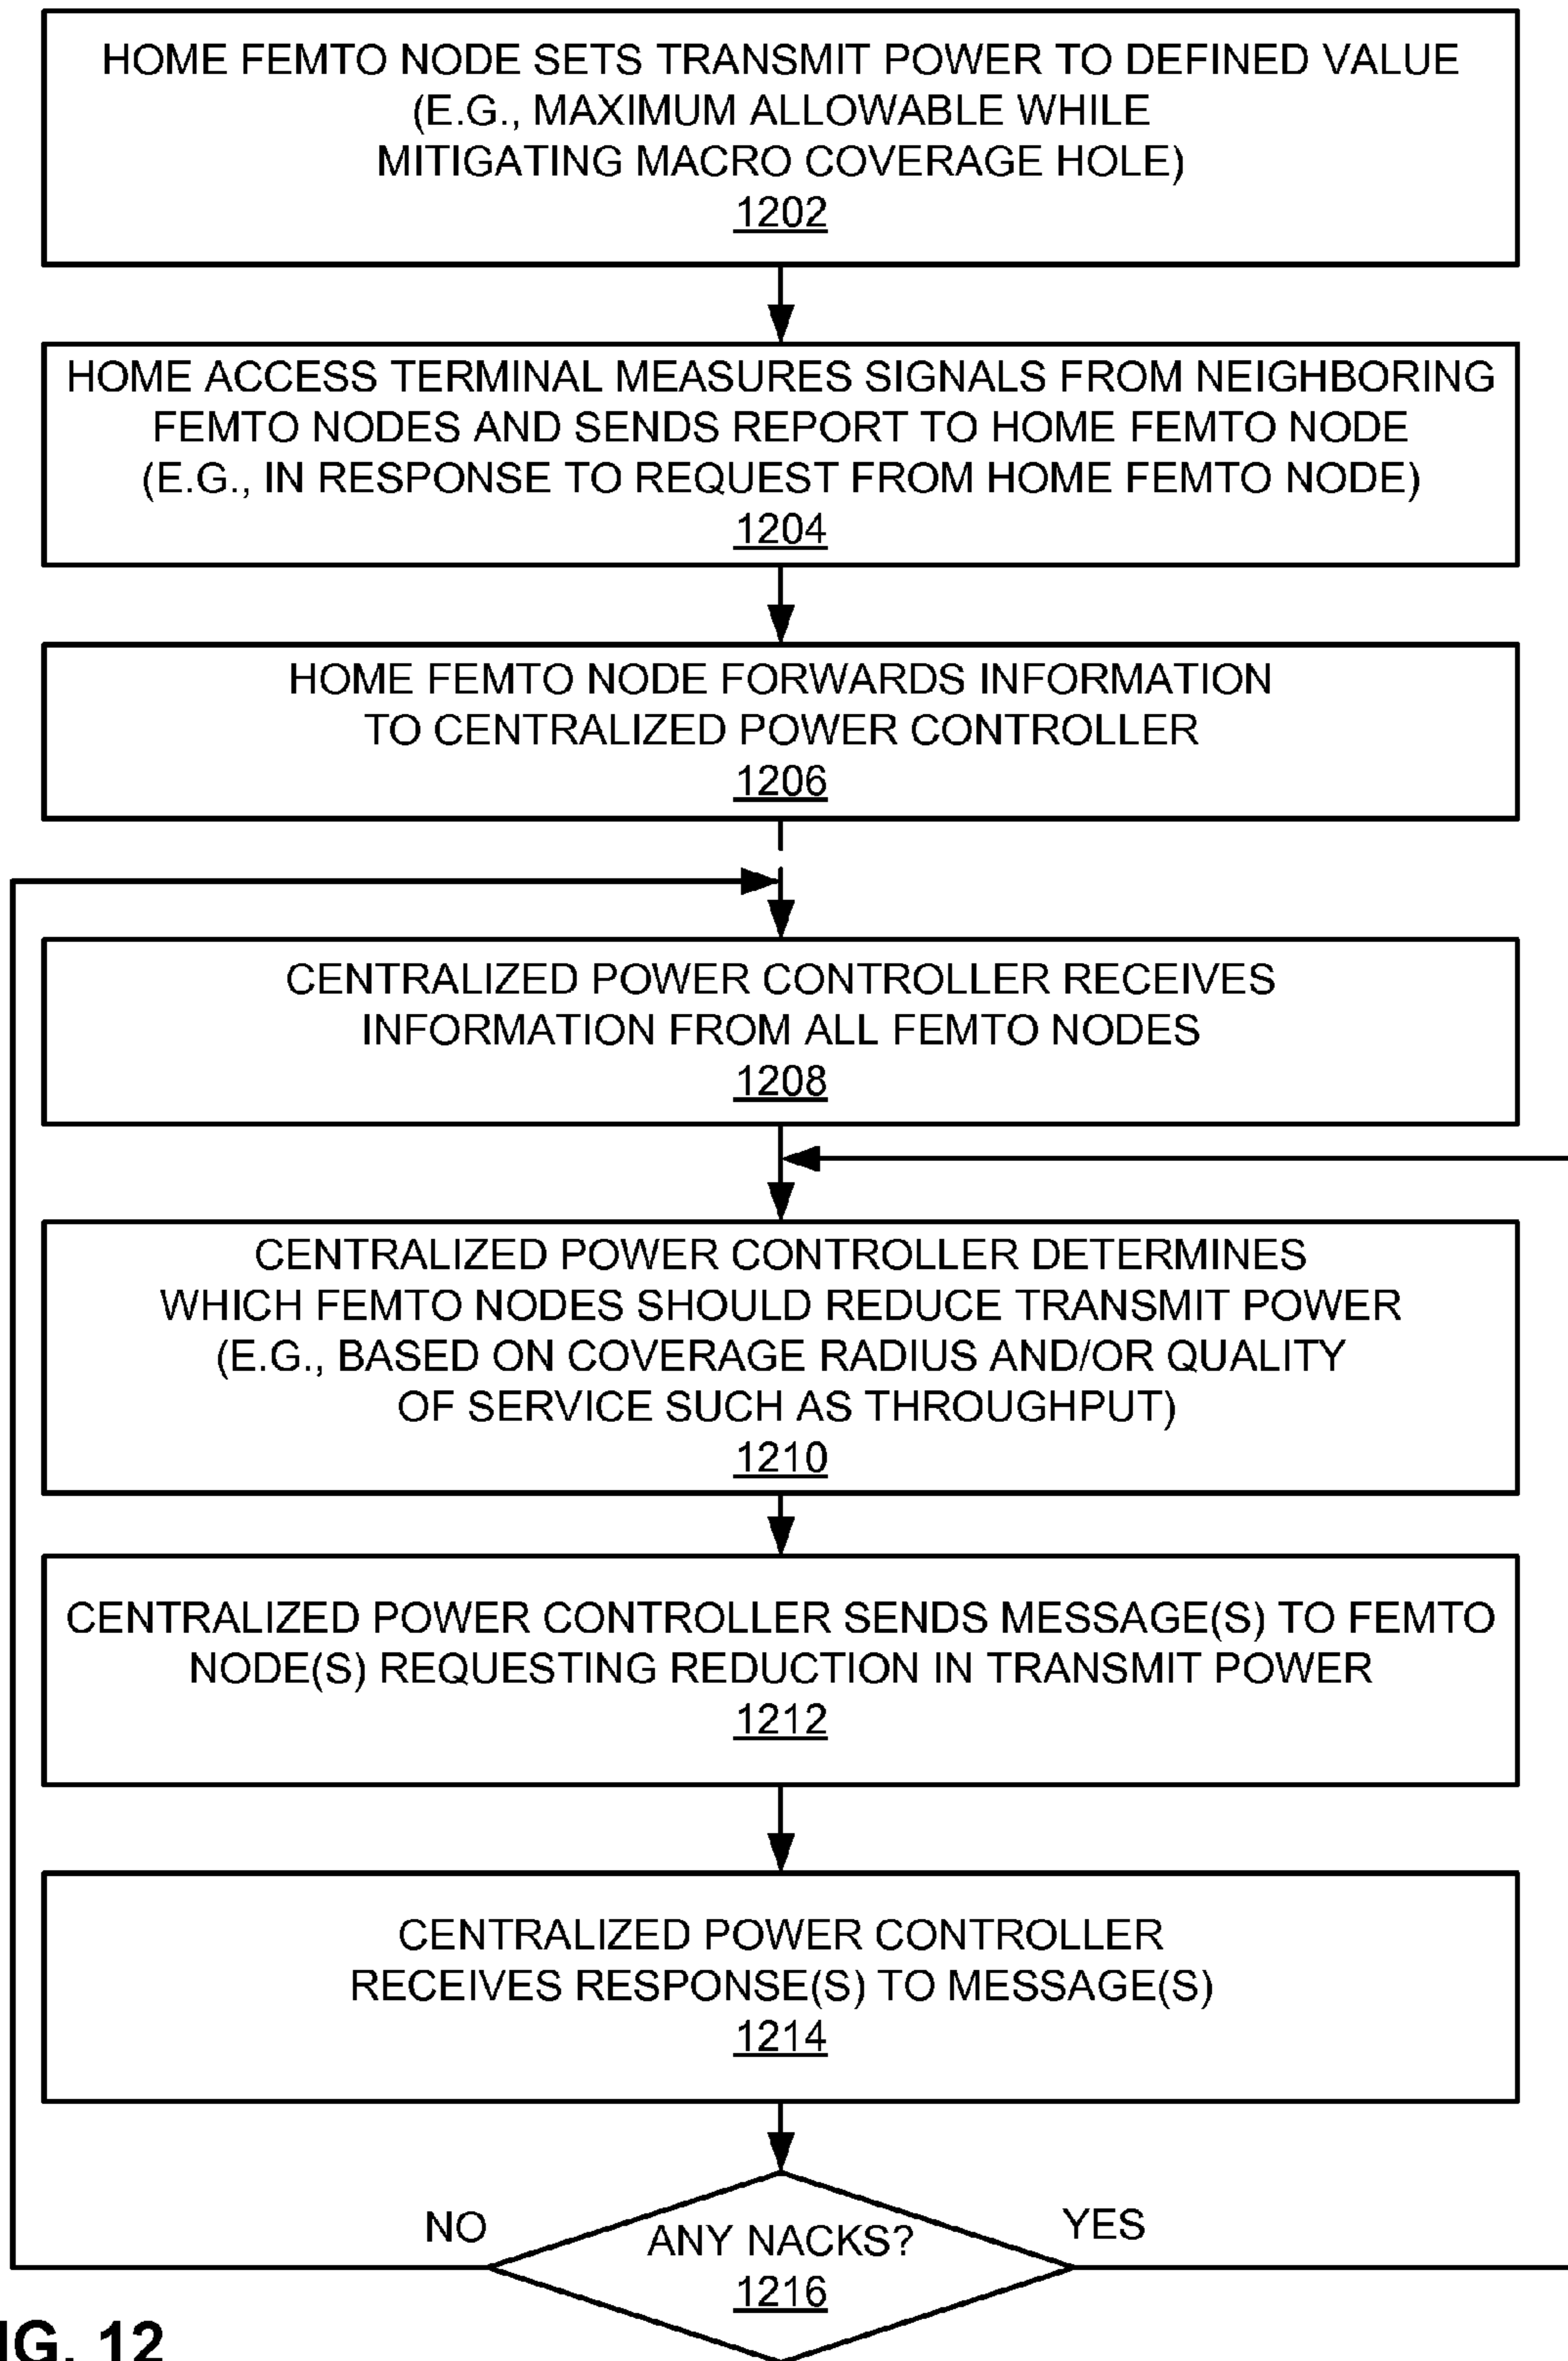 HOME FEMTO NODE SETS TRANSMIT POWER TO DEFINED VALUE
(E.G., MAXIMUM ALLOWABLE WHILE
MITIGATING MACRO COVERAGE HOLE)
1202
HOME ACCESS TERMINAL MEASURES SIGNALS FROM NEIGHBORING
FEMTO NODES AND SENDS REPORT TO HOME FEMTO NODE
(E.G., IN RESPONSE TO REQUEST FROM HOME FEMTO NODE)
1204
HOME FEMTO NODE FORWARDS INFORMATION
TO CENTRALIZED POWER CONTROLLER
1206
CENTRALIZED POWER CONTROLLER RECEIVES
INFORMATION FROM ALL FEMTO NODES
1208
CENTRALIZED POWER CONTROLLER DETERMINES
WHICH FEMTO NODES SHOULD REDUCE TRANSMIT POWER
(E.G., BASED ON COVERAGE RADIUS AND/OR QUALITY
OF SERVICE SUCH AS THROUGHPUT)
1210
CENTRALIZED POWER CONTROLLER SENDS MESSAGE(S) TO FEMTO
NODE(S) REQUESTING REDUCTION IN TRANSMIT POWER
1212
CENTRALIZED POWER CONTROLLER
RECEIVES RESPONSE(S) TO MESSAGE(S)
1214
NO
YES
ANY NACKS?
1216
IG. 12